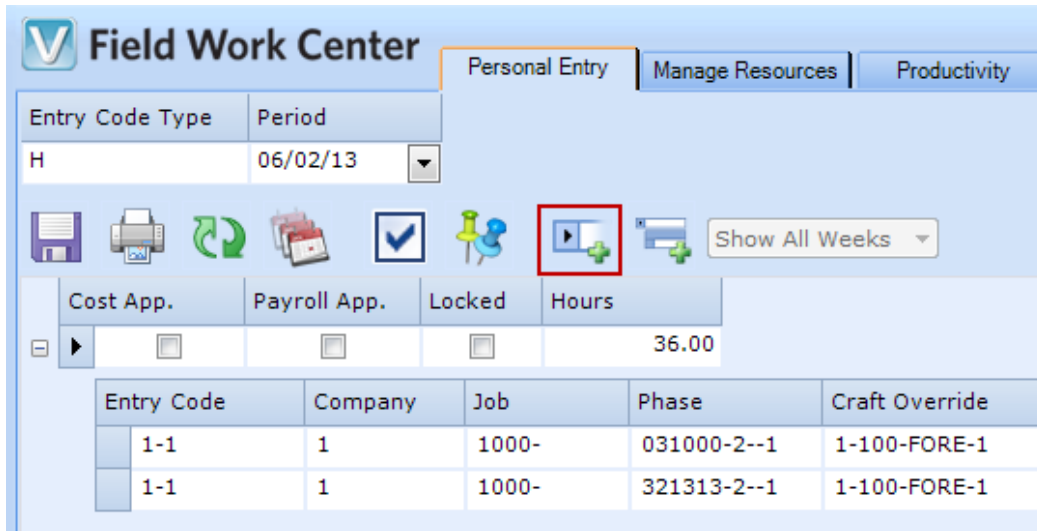 V Field Work Center
Personal Entry Manage Resources Productivity
Entry Code Type Period
H 06/02/13
Show All Weeks
Cost App. Payroll App. Locked Hours
36.00
Entry Code Company Job Phase Craft Override
1-1 1 1000- 031000-2--1 1-100-FORE-1
1-1 1 1000- 321313-2--1 1-100-FORE-1